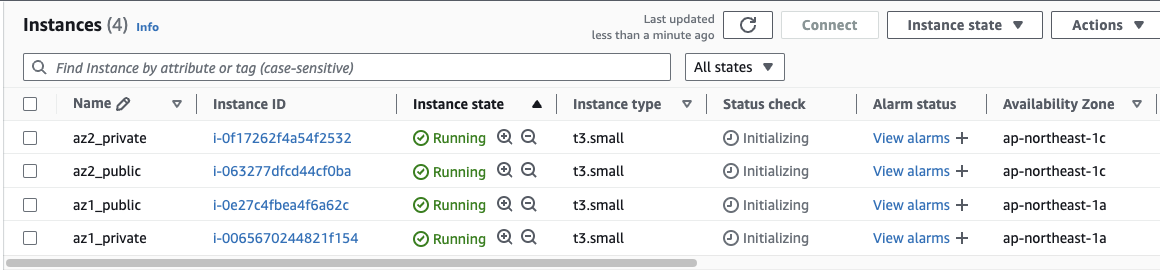 Instances (4) Info
Last updated
less than a minute ago
Connect
Instance state
Actions
Find Instance by attribute or tag (case-sensitive)
All states
Name Instance ID Instance state Instance type Status check Alarm status Availability Zone
az2_private i-0f17262f4a54f2532 Running t3.small Initializing View alarms ap-northeast-1c
az2_public i-063277dfcd44cf0ba Running t3.small Initializing View alarms ap-northeast-1c
az1_public i-0e27c4fbea4f6a62c Running t3.small Initializing View alarms ap-northeast-1a
az1_private i-0065670244821f154 Running t3.small Initializing View alarms ap-northeast-1a